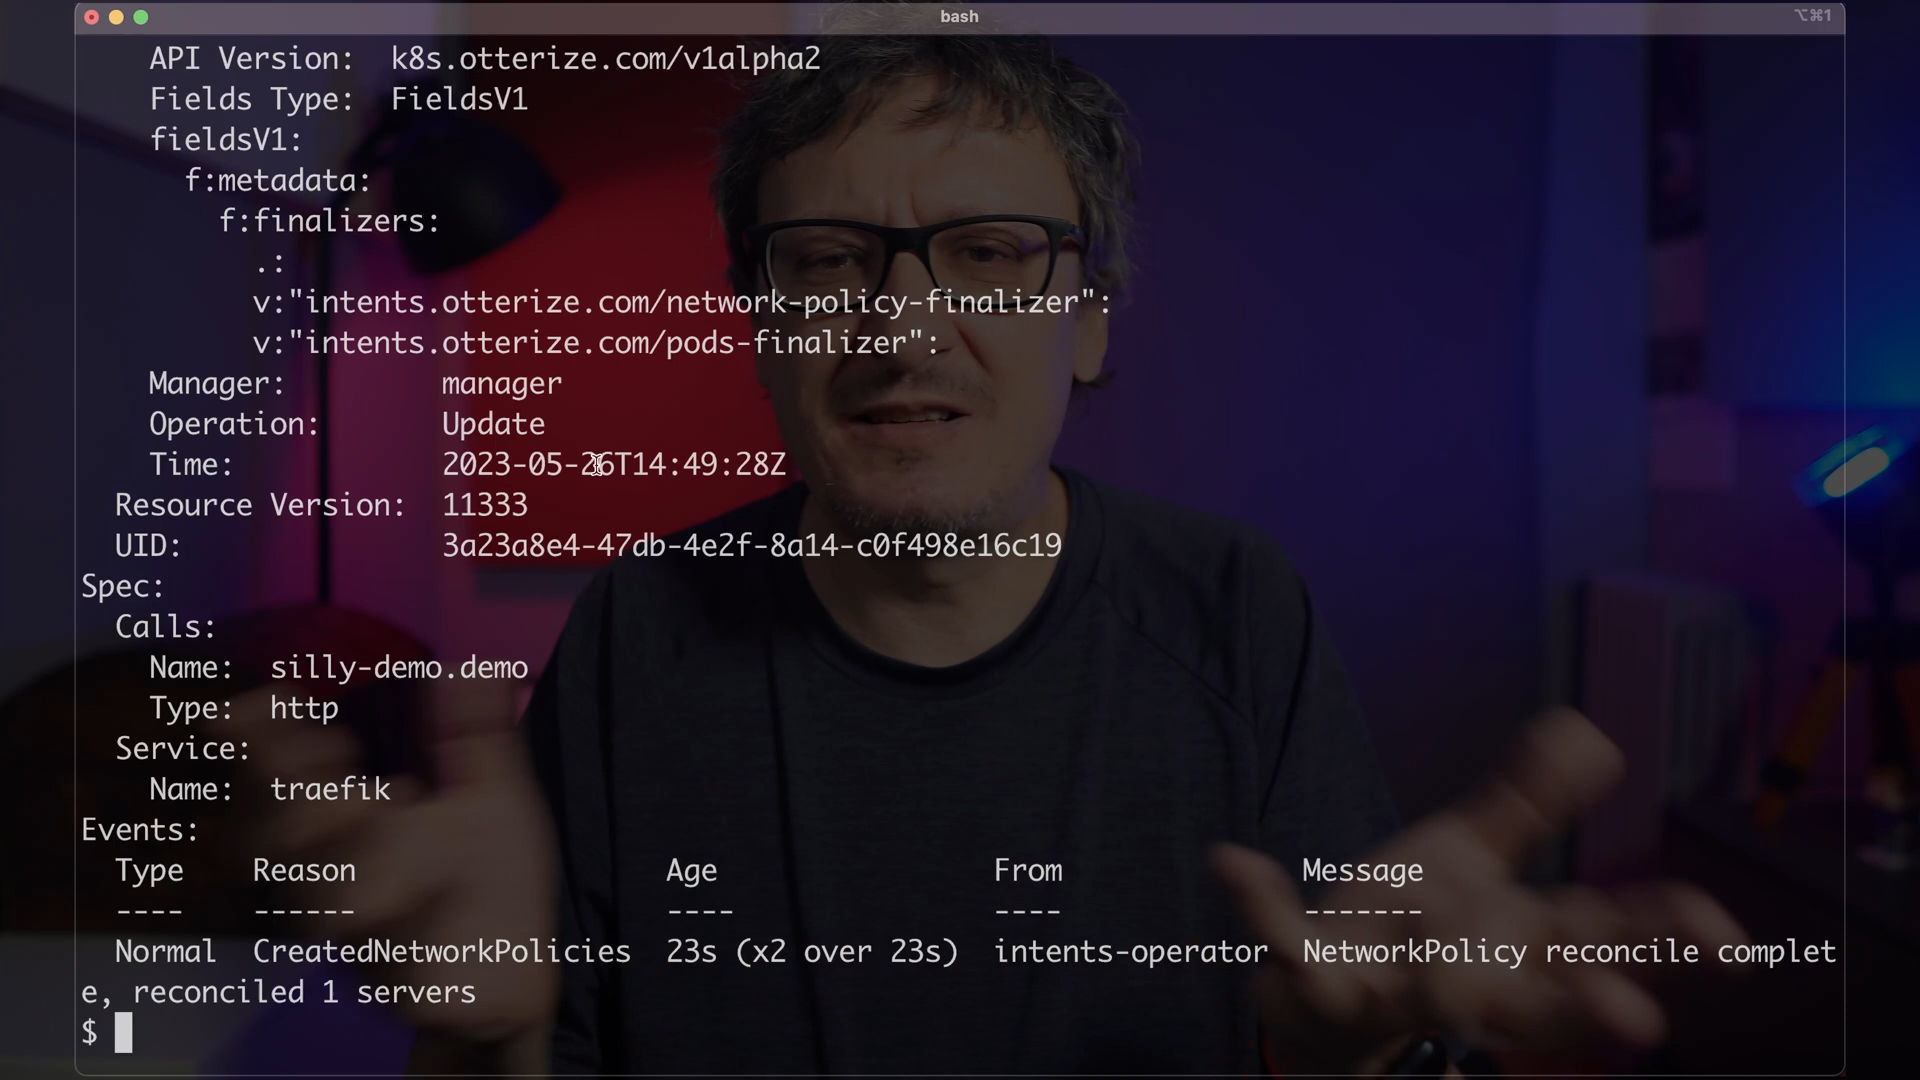 bash
⌥⌘1
API Version:  k8s.otterize.com/v1alpha2
Fields Type:  FieldsV1
fieldsV1:
f:metadata:
f:finalizers:
.:
v:"intents.otterize.com/network-policy-finalizer":
v:"intents.otterize.com/pods-finalizer":
Manager:         manager
Operation:       Update
Time:            2023-05-26T14:49:28Z
Resource Version:  11333
UID:               3a23a8e4-47db-4e2f-8a14-c0f498e16c19
Spec:
Calls:
Name:  silly-demo.demo
Type:  http
Service:
Name:  traefik
Events:
Type    Reason                  Age                From              Message
----    ------                  ----               ----              -------
Normal  CreatedNetworkPolicies  23s (x2 over 23s)  intents-operator  NetworkPolicy reconcile complet
e, reconciled 1 servers
$